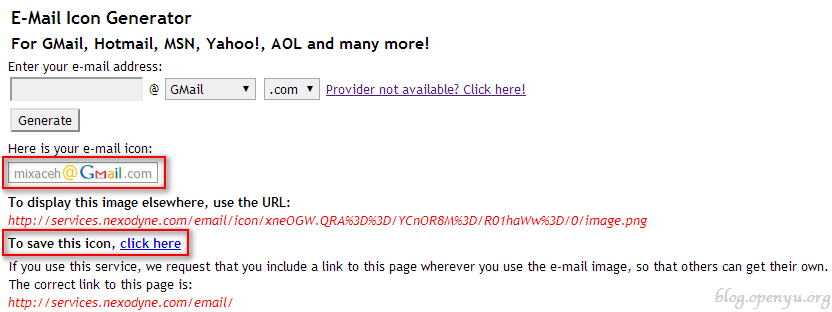 E-Mail Icon Generator
For GMail, Hotmail, MSN, Yahoo!, AOL and many more!
Enter your e-mail address:
@ GMail .com Provider not available? Click here!
Generate
Here is your e-mail icon:
mixaceh@GMail.com
To display this image elsewhere, use the URL:
http://services.nexodyne.com/email/icon/xneOGW.QRA%3D%3D/YCnOR8M%3D/R01haWw%3D/0/image.png
To save this icon, click here
If you use this service, we request that you include a link to this page wherever you use the e-mail image, so that others can get their own.
The correct link to this page is:
http://services.nexodyne.com/email/
blog.openyu.org